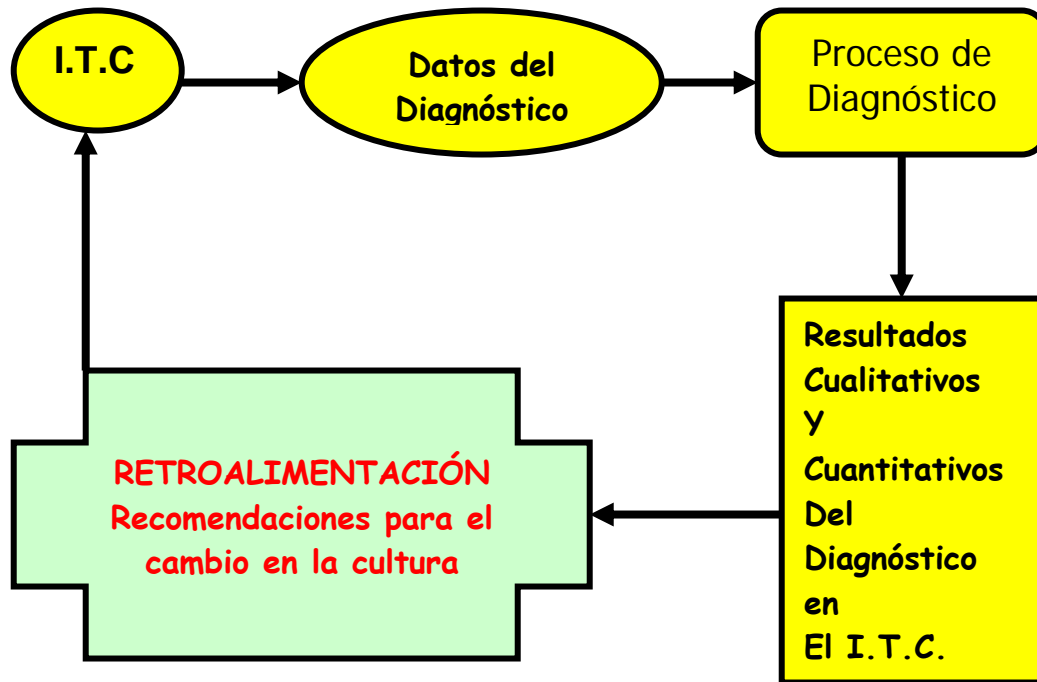 I.T.C
Datos del
Diagnóstico
Proceso de
Diagnóstico
Resultados
Cualitativos
Y
Cuantitativos
Del
Diagnóstico
en
El I.T.C.
RETROALIMENTACIÓN
Recomendaciones para el
cambio en la cultura